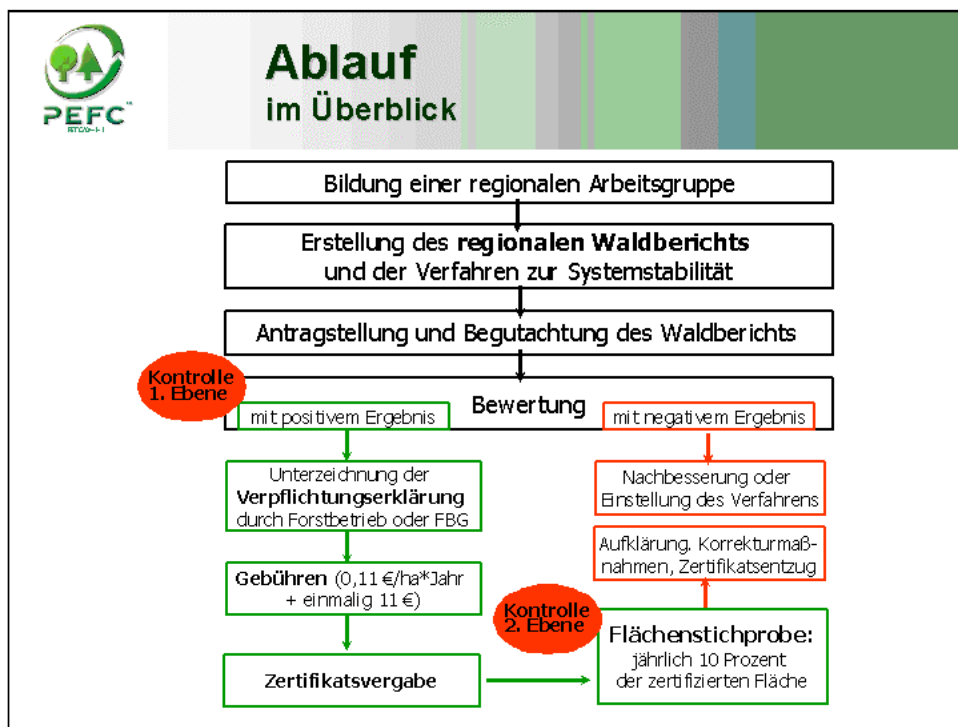 PEFC
Ablauf
im Überblick
Bildung einer regionalen Arbeitsgruppe
Erstellung des regionalen Waldberichts
und der Verfahren zur Systemstabilität
Antragstellung und Begutachtung des Waldberichts
Kontrolle
1. Ebene
Bewertung
mit positivem Ergebnis
mit negativem Ergebnis
Unterzeichnung der
Verpflichtungserklärung
durch Forstbetrieb oder FBG
Nachbesserung oder
Einstellung des Verfahrens
Aufklärung. Korrekturmaß-
nahmen, Zertifikatsentzug
Gebühren (0,11 €/ha*Jahr
+ einmalig 11 €)
Kontrolle
2. Ebene
Flächenstichprobe:
jährlich 10 Prozent
der zertifizierten Fläche
Zertifikatsvergabe